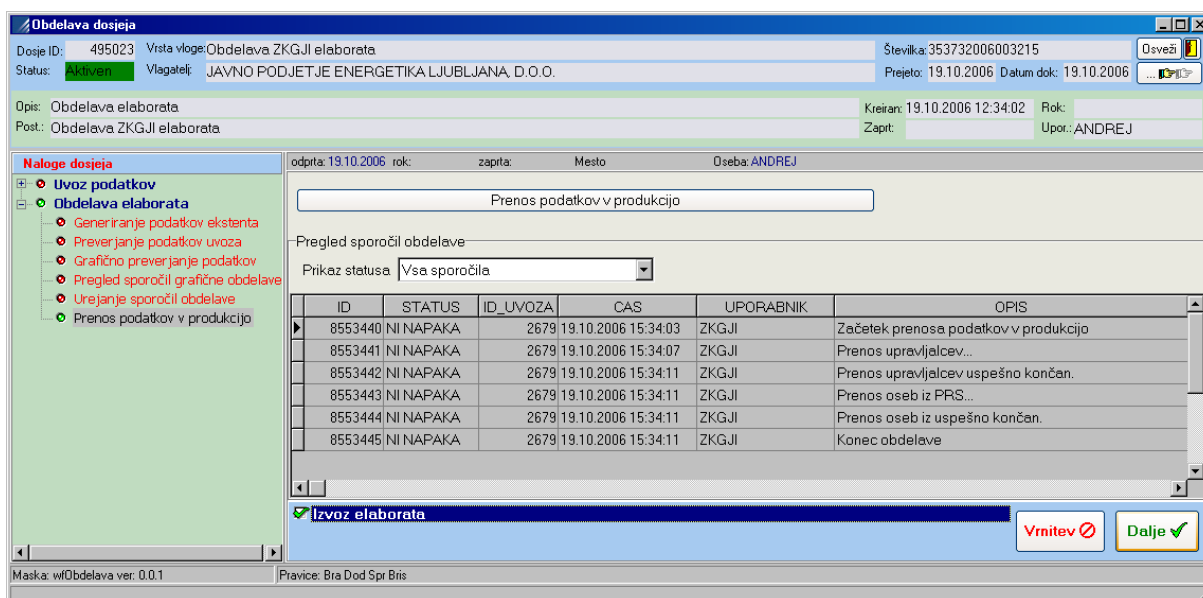 Obdelava dosjeja
Dosje ID: 495023 Vrsta vloge: Obdelava ZKGJI elaborata Številka: 353732006003215 Osveži
Status: Aktiven Vlagatelj: JAVNO PODJETJE ENERGETIKA LJUBLJANA, D.O.O. Prejeto: 19.10.2006 Datum dok: 19.10.2006 ...
Opis: Obdelava elaborata Kreiran: 19.10.2006 12:34:02 Rok:
Post.: Obdelava ZKGJI elaborata Zaprt: Upor.: ANDREJ
Naloge dosjeja
Uvoz podatkov
Obdelava elaborata
Generiranje podatkov ekstenta
Preverjanje podatkov uvoza
Grafično preverjanje podatkov
Pregled sporočil grafične obdelave
Urejanje sporočil obdelave
Prenos podatkov v produkcijo
odprta: 19.10.2006 rok: zaprta: Mesto Oseba: ANDREJ
Prenos podatkov v produkcijo
Pregled sporočil obdelave
Prikaz statusa Vsa sporočila
ID STATUS ID_UVOZA CAS UPORABNIK OPIS
8553440 NI NAPAKA 2679 19.10.2006 15:34:03 ZKGJI Začetek prenosa podatkov v produkcijo
8553441 NI NAPAKA 2679 19.10.2006 15:34:07 ZKGJI Prenos upravljalcev...
8553442 NI NAPAKA 2679 19.10.2006 15:34:11 ZKGJI Prenos upravljalcev uspešno končan.
8553443 NI NAPAKA 2679 19.10.2006 15:34:11 ZKGJI Prenos oseb iz PRS...
8553444 NI NAPAKA 2679 19.10.2006 15:34:11 ZKGJI Prenos oseb iz uspešno končan.
8553445 NI NAPAKA 2679 19.10.2006 15:34:11 ZKGJI Konec obdelave
Izvoz elaborata
Vrnitev Dalje
Maska: wfObdelava ver: 0.0.1 Pravice: Bra Dod Spr Bris